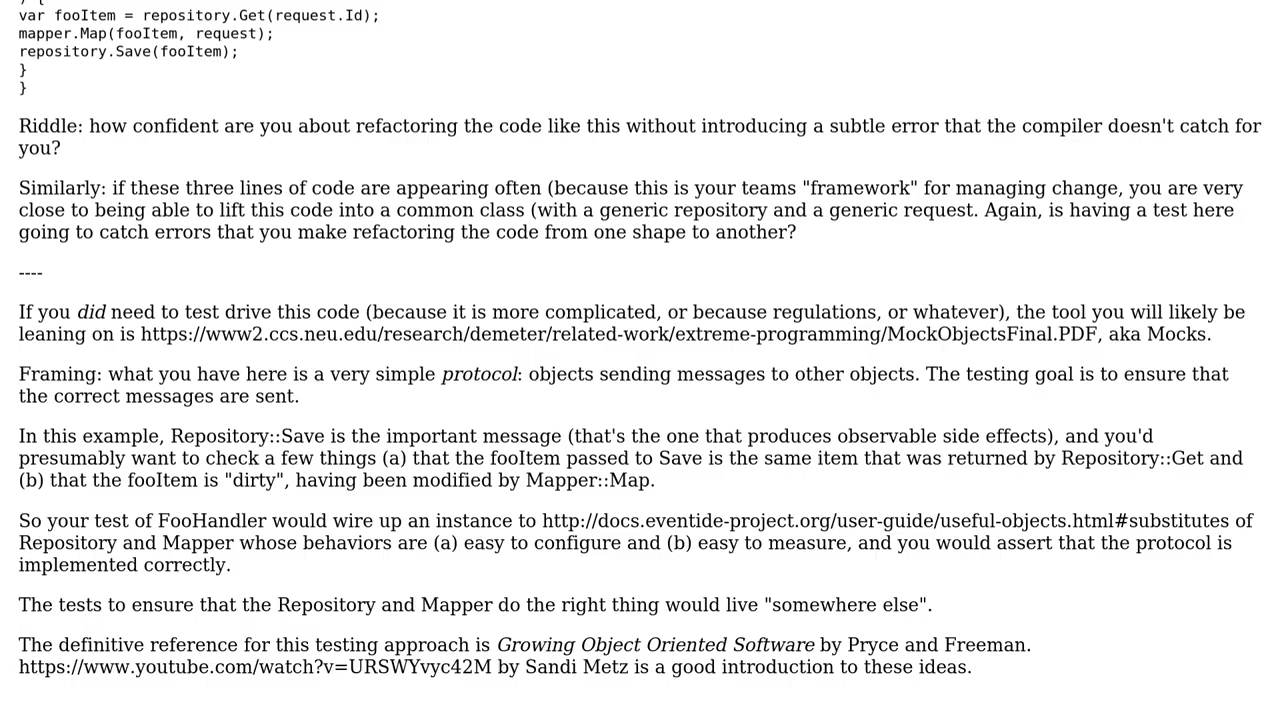 var fooItem = repository.Get(request.Id);
mapper.Map(fooItem, request);
repository.Save(fooItem);
}
}
Riddle: how confident are you about refactoring the code like this without introducing a subtle error that the compiler doesn't catch for
you?
Similarly: if these three lines of code are appearing often (because this is your teams "framework" for managing change, you are very
close to being able to lift this code into a common class (with a generic repository and a generic request. Again, is having a test here
going to catch errors that you make refactoring the code from one shape to another?
----
If you did need to test drive this code (because it is more complicated, or because regulations, or whatever), the tool you will likely be
leaning on is https://www2.ccs.neu.edu/research/demeter/related-work/extreme-programming/MockObjectsFinal.PDF, aka Mocks.
Framing: what you have here is a very simple protocol: objects sending messages to other objects. The testing goal is to ensure that
the correct messages are sent.
In this example, Repository::Save is the important message (that's the one that produces observable side effects), and you'd
presumably want to check a few things (a) that the fooItem passed to Save is the same item that was returned by Repository::Get and
(b) that the fooItem is "dirty", having been modified by Mapper::Map.
So your test of FooHandler would wire up an instance to http://docs.eventide-project.org/user-guide/useful-objects.html#substitutes of
Repository and Mapper whose behaviors are (a) easy to configure and (b) easy to measure, and you would assert that the protocol is
implemented correctly.
The tests to ensure that the Repository and Mapper do the right thing would live "somewhere else".
The definitive reference for this testing approach is Growing Object Oriented Software by Pryce and Freeman.
https://www.youtube.com/watch?v=URSWYvyc42M by Sandi Metz is a good introduction to these ideas.